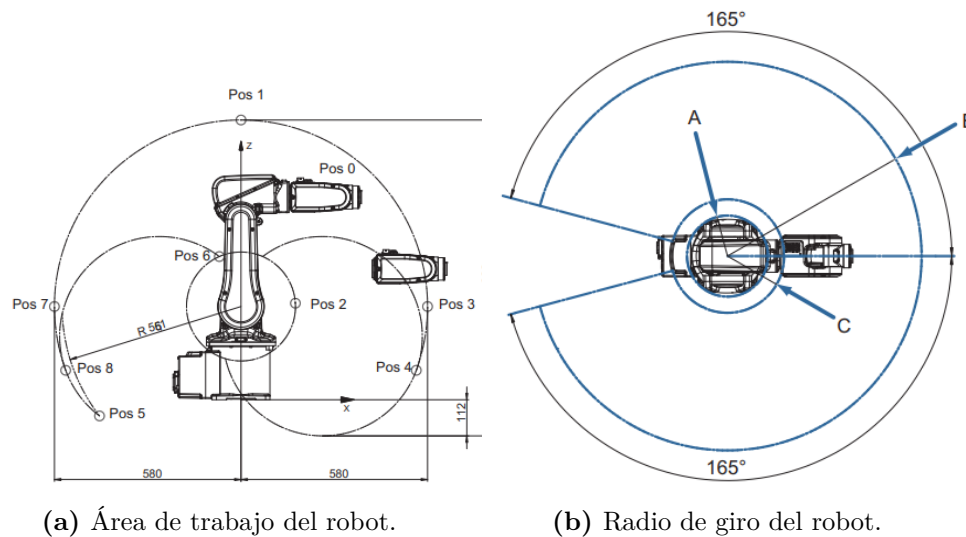 Pos 1
z
Pos 0
Pos 6
Pos 2
Pos 7
Pos 3
Pos 8
Pos 4
Pos 5
x
112
580
580
(a) Área de trabajo del robot.
165°
A
C
165°
(b) Radio de giro del robot.